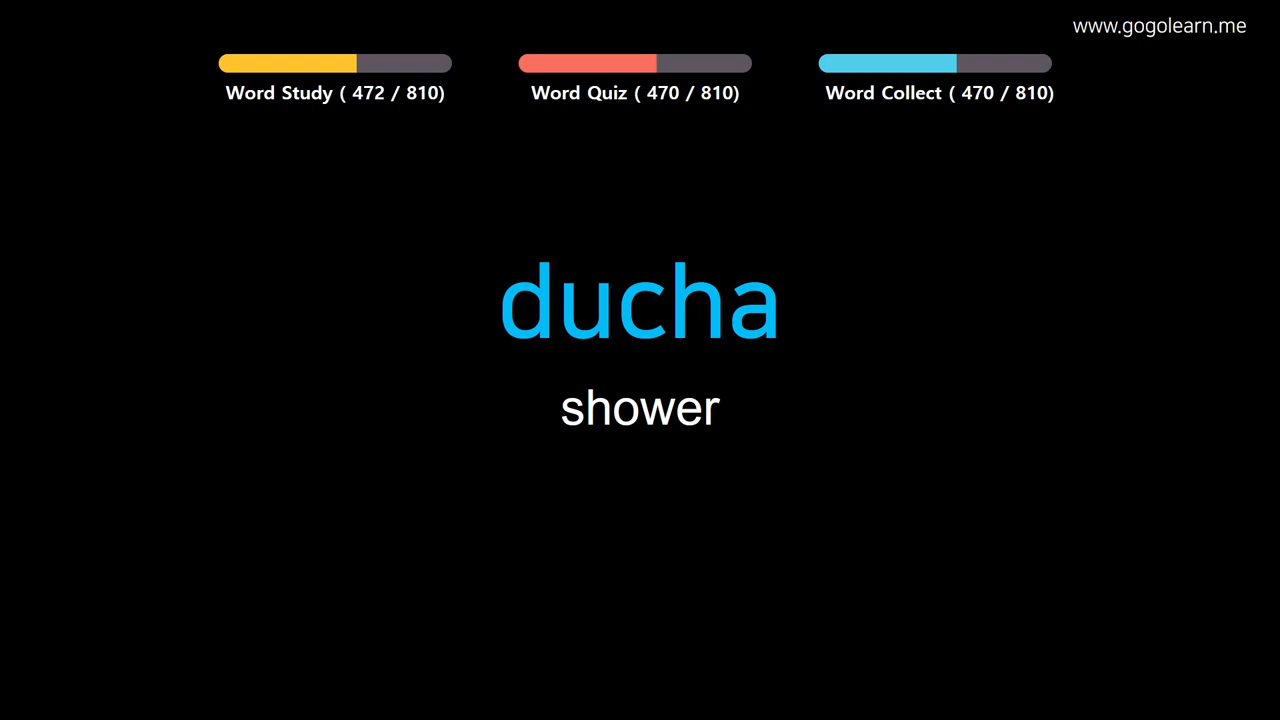 www.gogolearn.me
Word Study ( 472 / 810)
Word Quiz ( 470 / 810)
Word Collect ( 470 / 810)
ducha
shower